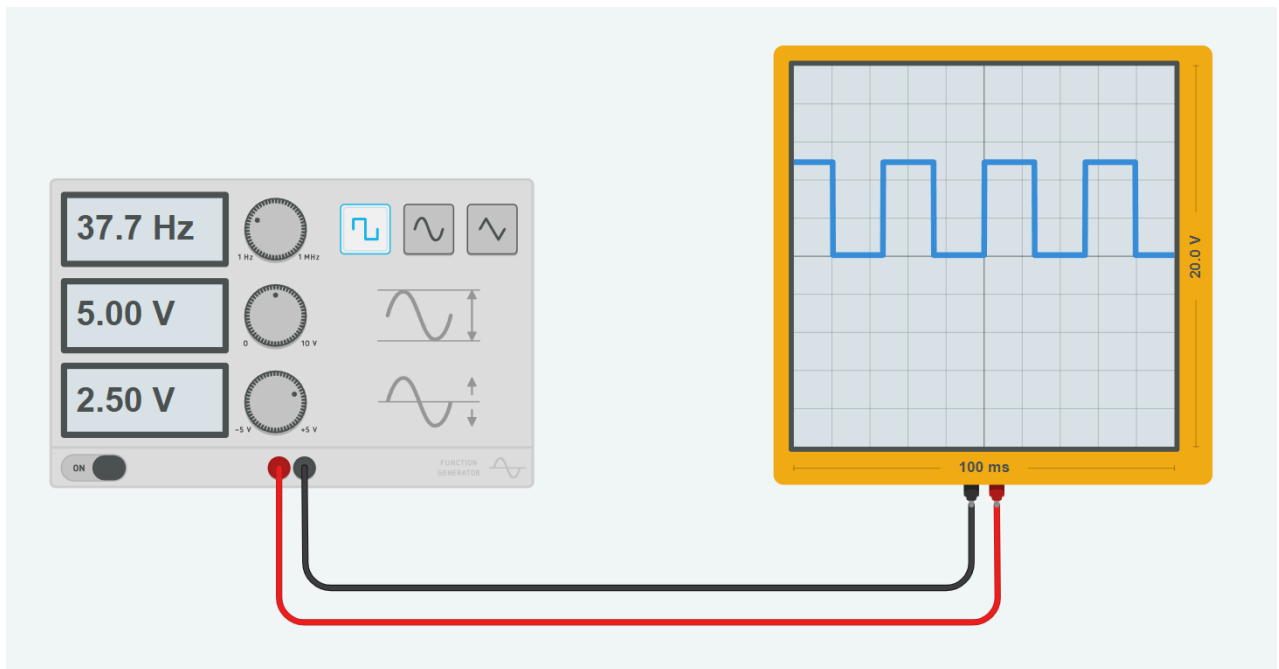 37.7 Hz
1 Hz
1 MHz
5.00 V
0
10 V
2.50 V
-5 V
+5 V
ON
FUNCTION
GENERATOR
20.0 V
100 ms